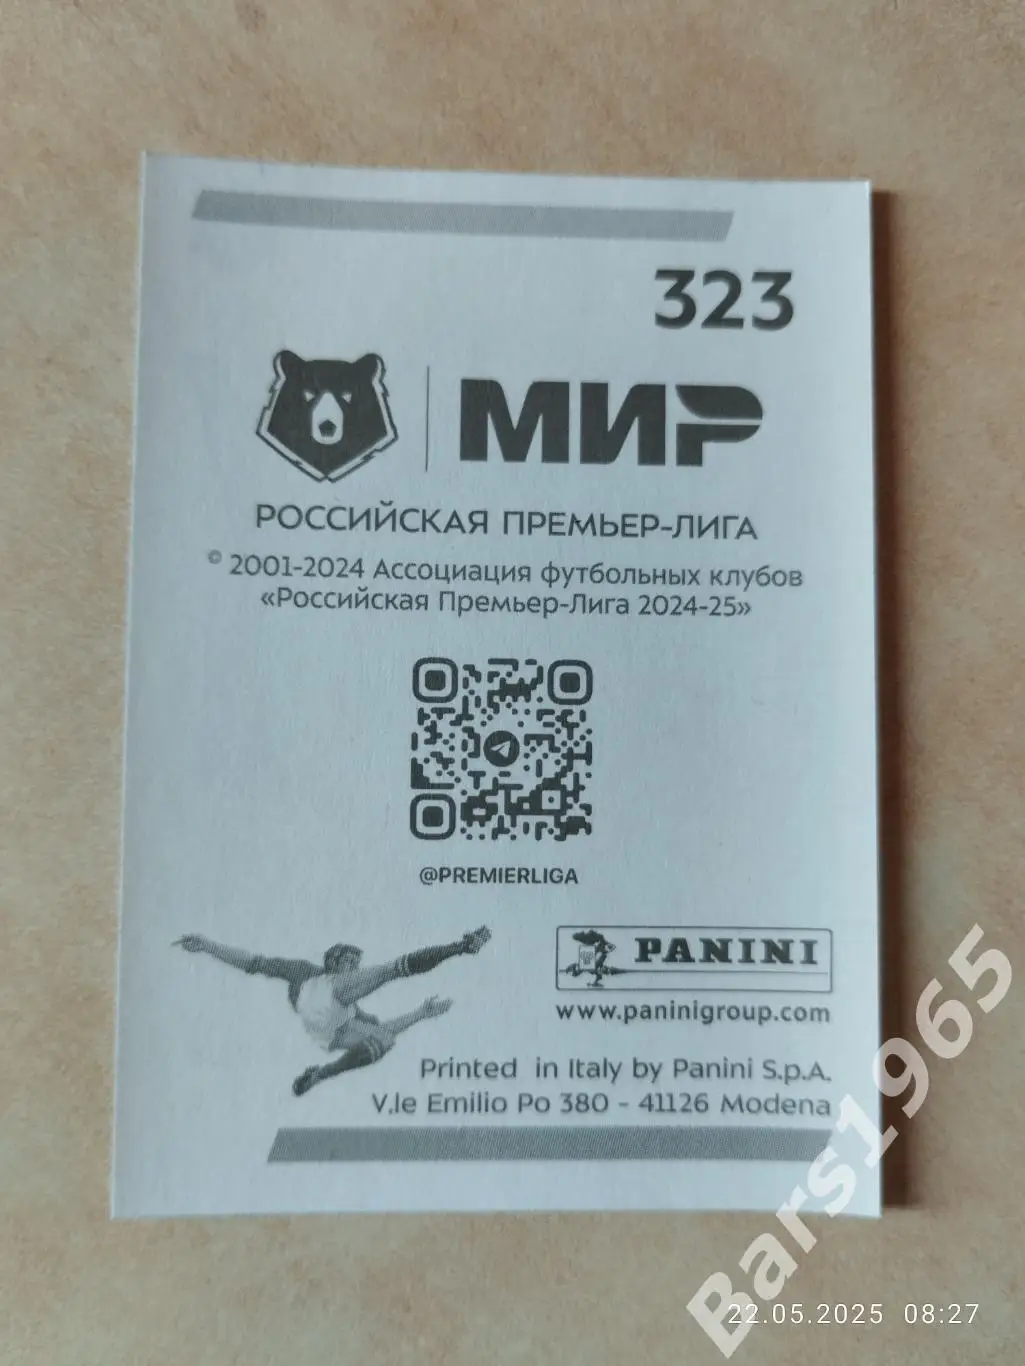 323
МИР
РОССИЙСКАЯ ПРЕМЬЕР-ЛИГА
© 2001-2024 Ассоциация футбольных клубов
«Российская Премьер-Лига 2024-25»
@PREMIERLIGA
PANINI
www.paninigroup.com
Printed in Italy by Panini S.p.A.
V.le Emilio Po 380 - 41126 Modena
Bars1965
22.05.2025 08:27